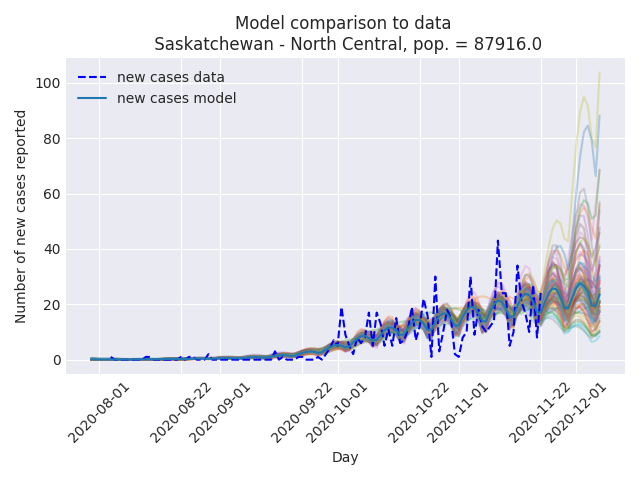 Model comparison to data
Saskatchewan - North Central, pop. = 87916.0
new cases data
new cases model
Number of new cases reported
100
80
60
40
20
0
2020-08-01
2020-08-22
2020-09-01
2020-09-22
2020-10-01
2020-10-22
2020-11-01
2020-11-22
2020-12-01
Day